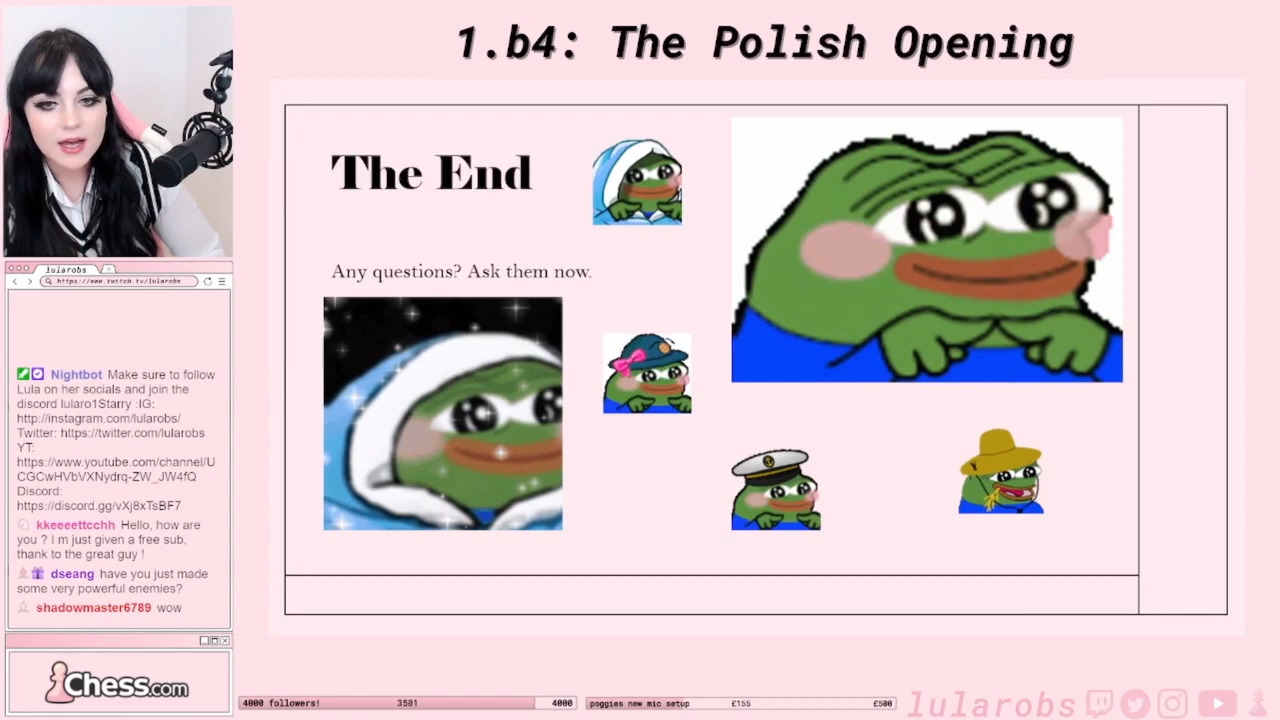 1.b4: The Polish Opening
The End
Any questions? Ask them now.
lularobs
https://www.twitch.tv/lularobs
Nightbot Make sure to follow
Lula on her socials and join the
discord lularo1Starry :IG:
http://instagram.com/lularobs/
Twitter: https://twitter.com/lularobs
YT:
https://www.youtube.com/channel/U
CGCwHVbVXNydrq-ZW_JW4fQ
Discord:
https://discord.gg/vXj8xTsBF7
kkeeeettcchh Hello, how are
you ? I m just given a free sub,
thank to the great guy !
dseang have you just made
some very powerful enemies?
shadowmaster6789 wow
Chess.com
4000 followers! 3501 4000
poggies new mic setup £155 £500
lularobs